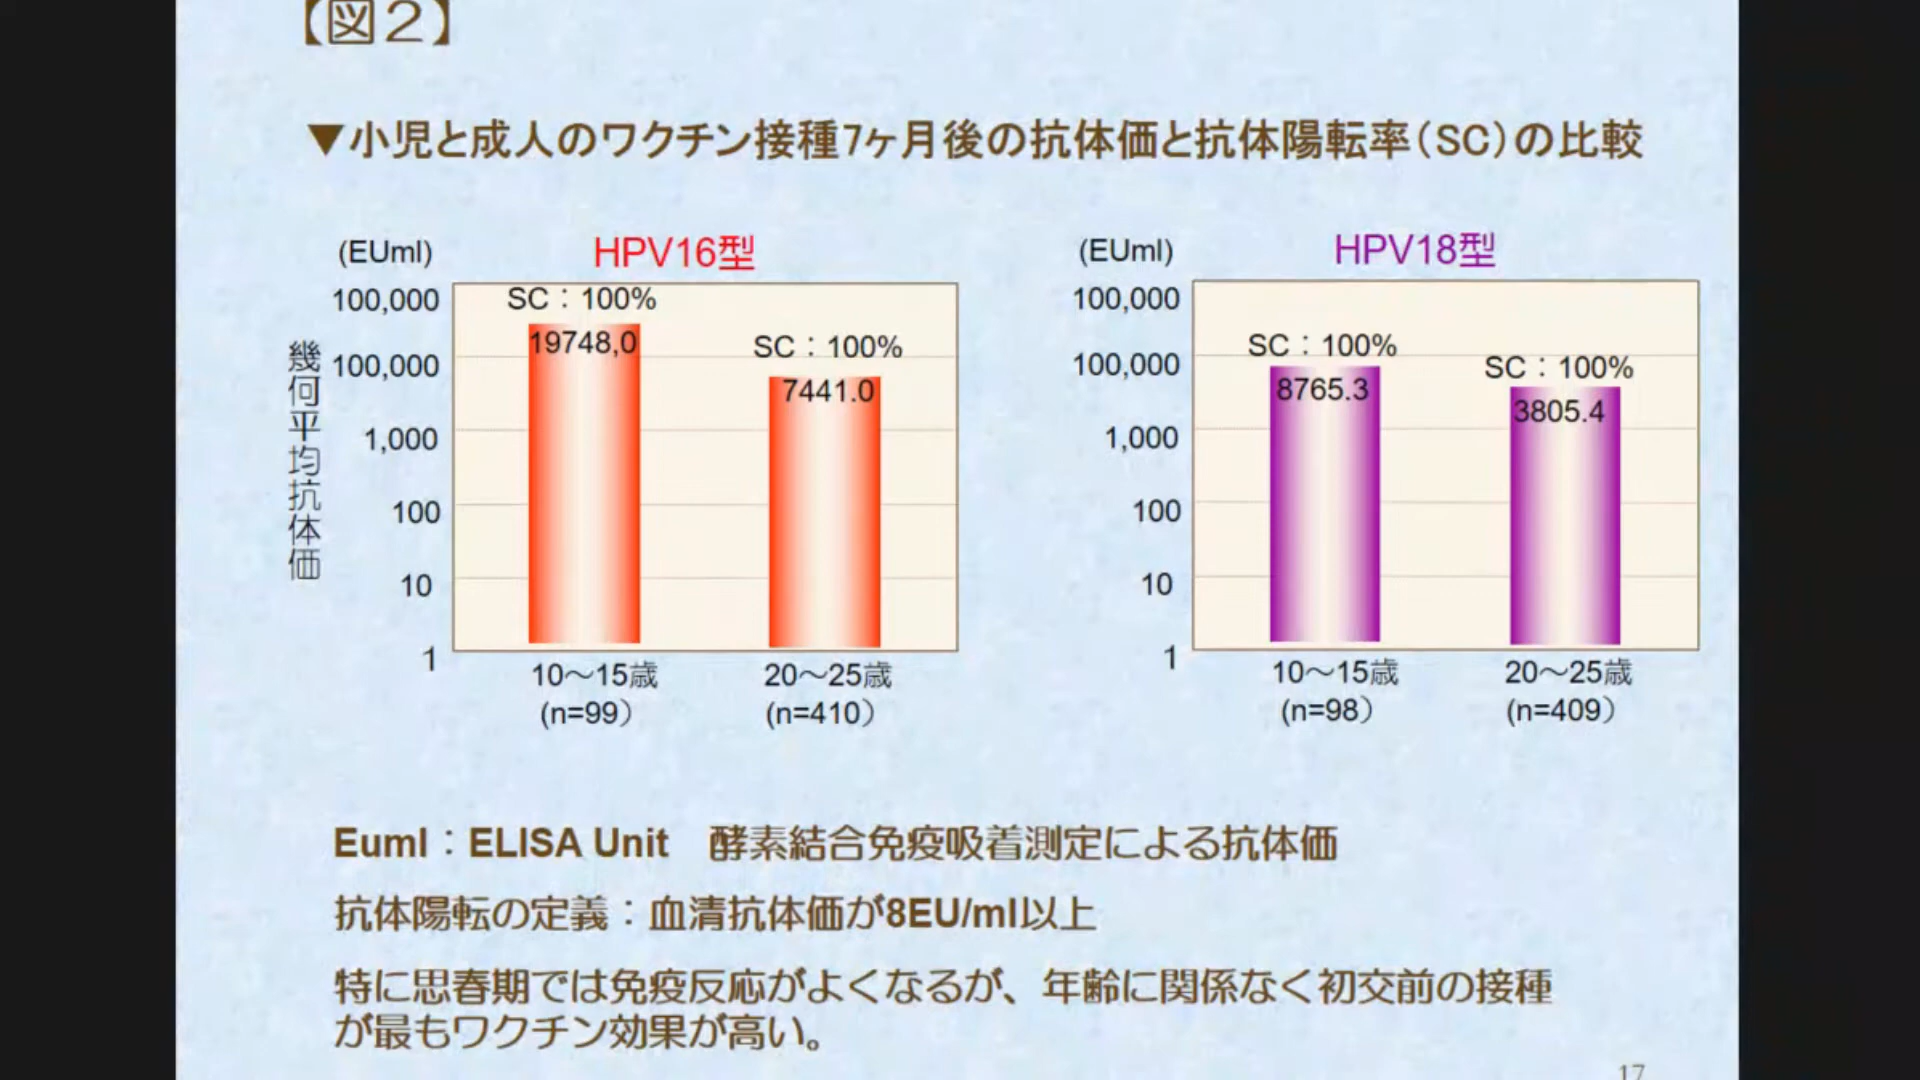 【図２】
▼小児と成人のワクチン接種7ヶ月後の抗体価と抗体陽転率（SC）の比較
(EUml)
HPV16型
幾何平均抗体価
100,000
100,000
1,000
100
10
1
SC：100%
19748,0
SC：100%
7441.0
10～15歳
(n=99）
20～25歳
(n=410）
(EUml)
HPV18型
100,000
100,000
1,000
100
10
1
SC：100%
8765.3
SC：100%
3805.4
10～15歳
(n=98）
20～25歳
(n=409）
Euml：ELISA Unit　酵素結合免疫吸着測定による抗体価
抗体陽転の定義：血清抗体価が8EU/ml以上
特に思春期では免疫反応がよくなるが、年齢に関係なく初交前の接種
が最もワクチン効果が高い。
17